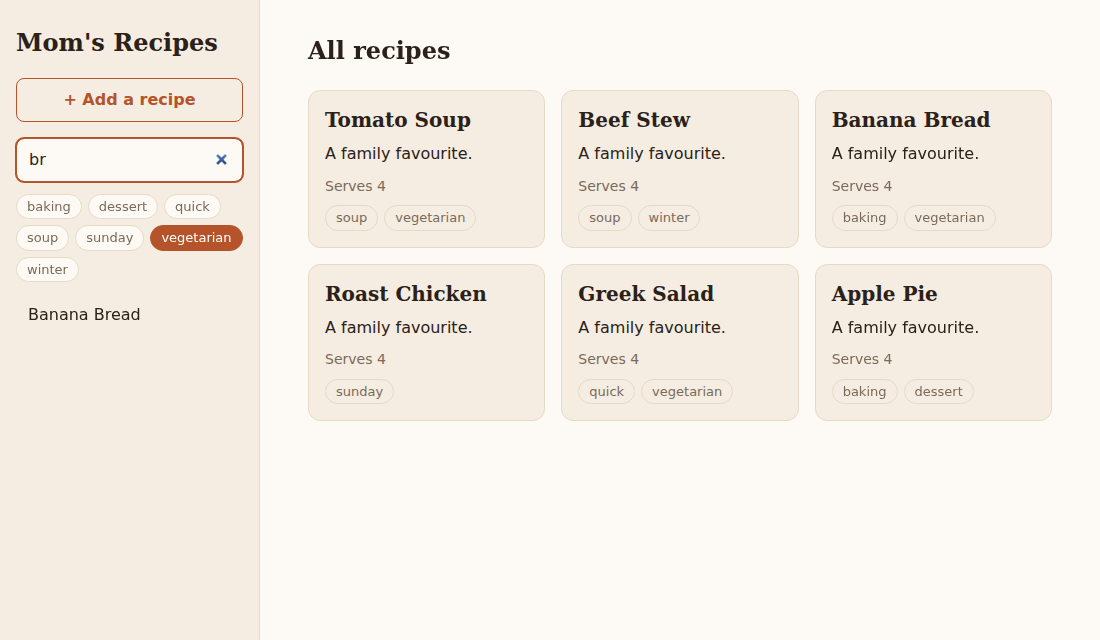 Mom's Recipes
+ Add a recipe
br
baking dessert quick
soup sunday vegetarian
winter
Banana Bread
All recipes
Tomato Soup
A family favourite.
Serves 4
soup vegetarian
Beef Stew
A family favourite.
Serves 4
soup winter
Banana Bread
A family favourite.
Serves 4
baking vegetarian
Roast Chicken
A family favourite.
Serves 4
sunday
Greek Salad
A family favourite.
Serves 4
quick vegetarian
Apple Pie
A family favourite.
Serves 4
baking dessert